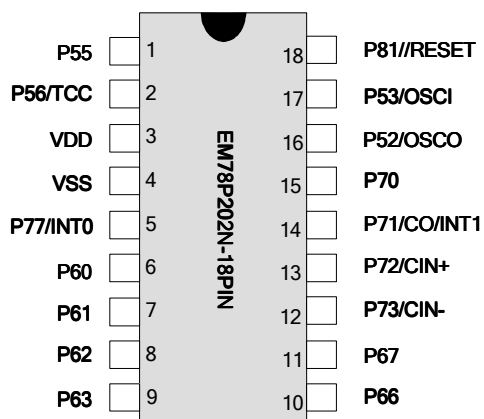 P55 1 18 P81//RESET
P56/TCC 2 17 P53/OSCI
VDD 3 16 P52/OSCO
VSS 4 15 P70
P77/INT0 5 14 P71/CO/INT1
P60 6 13 P72/CIN+
P61 7 12 P73/CIN-
P62 8 11 P67
P63 9 10 P66
EM78P202N-18PIN